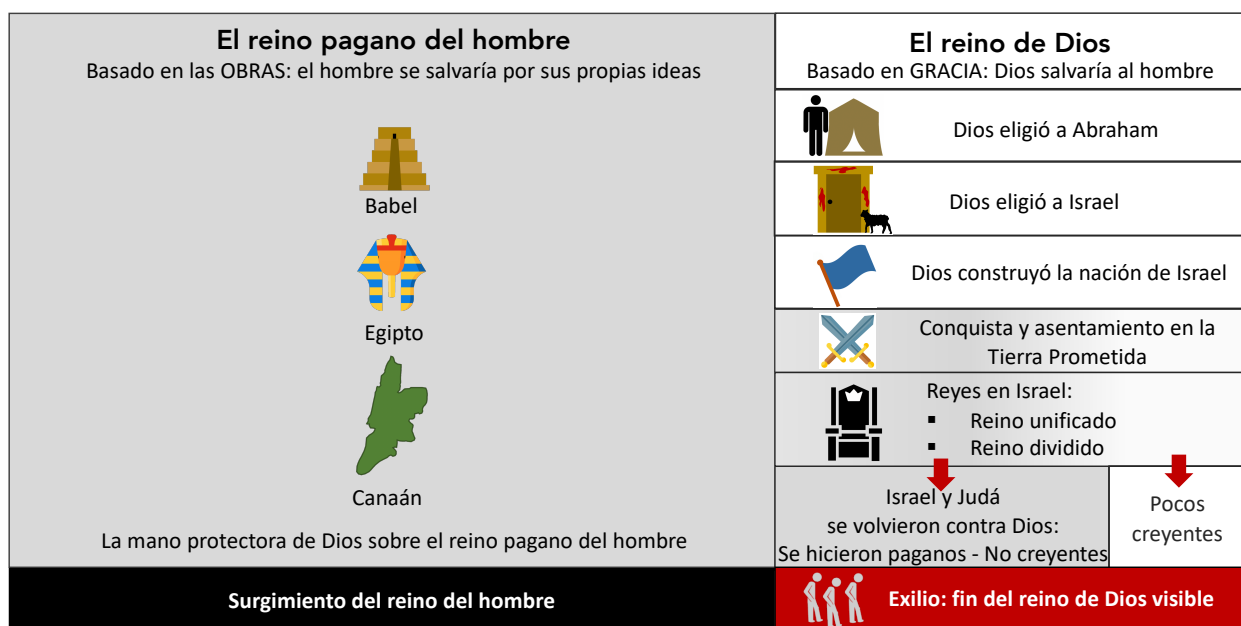 El reino pagano del hombre
Basado en las OBRAS: el hombre se salvaría por sus propias ideas
Babel
Egipto
Canaán
La mano protectora de Dios sobre el reino pagano del hombre
Surgimiento del reino del hombre
El reino de Dios
Basado en GRACIA: Dios salvaría al hombre
Dios eligió a Abraham
Dios eligió a Israel
Dios construyó la nación de Israel
Conquista y asentamiento en la
Tierra Prometida
Reyes en Israel:
▪ Reino unificado
▪ Reino dividido
Israel y Judá
se volvieron contra Dios:
Se hicieron paganos - No creyentes
Pocos
creyentes
Exilio: fin del reino de Dios visible